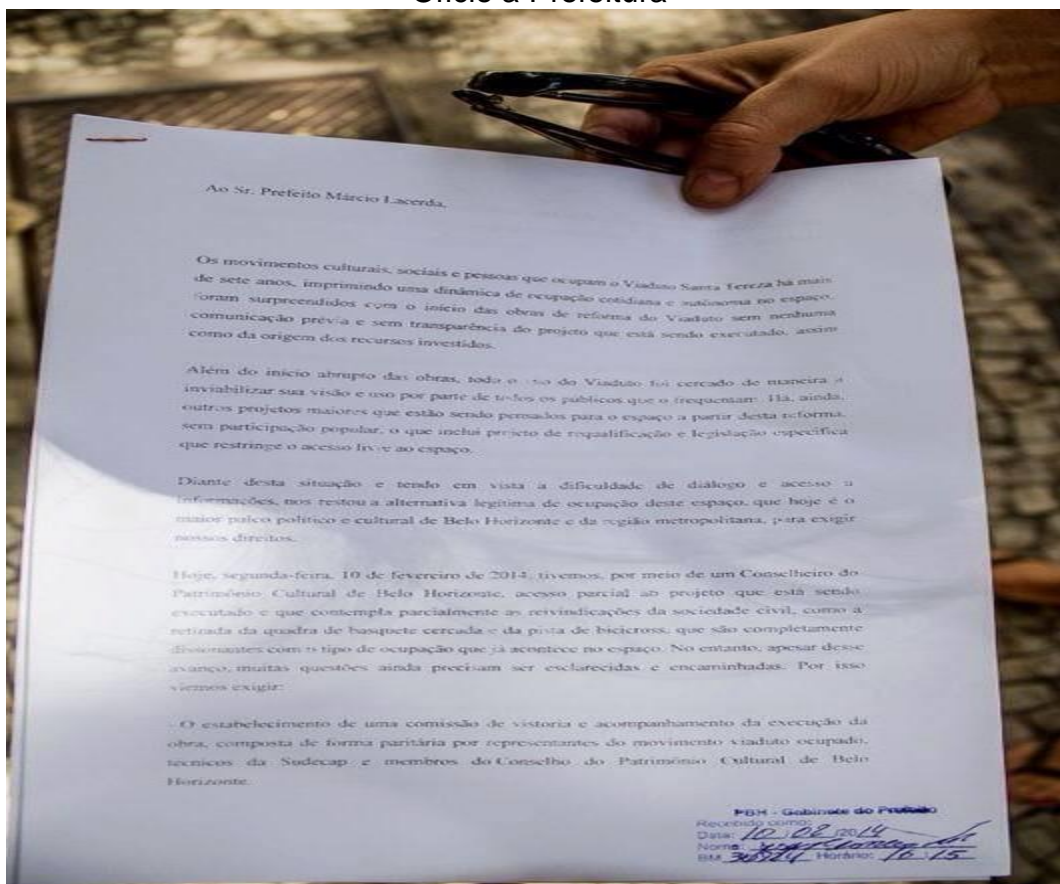 Ofício à Prefeitura
Ao Sr. Prefeito Márcio Lacerda,
Os movimentos culturais, sociais e pessoas que ocupam o Viaduto Santa Tereza há mais
de sete anos, imprimindo uma dinâmica de ocupação cotidiana e autônoma no espaço,
foram surpreendidos com o início das obras de reforma do Viaduto sem nenhuma
comunicação prévia e sem transparência do projeto que está sendo executado, assim
como da origem dos recursos investidos.
Além do início abrupto das obras, todo o vão do Viaduto foi cercado de maneira a
inviabilizar sua visão e uso por parte de todos os públicos que o frequentam. Há, ainda,
outros projetos maiores que estão sendo pensados para o espaço a partir desta reforma,
sem participação popular, o que inclui projeto de requalificação e legislação específica
que restringe o acesso livre ao espaço.
Diante desta situação e tendo em vista a dificuldade de diálogo e acesso a
informações, nos restou a alternativa legítima de ocupação deste espaço, que hoje é o
maior palco político e cultural de Belo Horizonte e da região metropolitana, para exigir
nossos direitos.
Hoje, segunda-feira, 10 de fevereiro de 2014, tivemos, por meio de um Conselheiro do
Patrimônio Cultural de Belo Horizonte, acesso parcial ao projeto que está sendo
executado e que contempla parcialmente as reivindicações da sociedade civil, como a
retirada da quadra de basquete cercada e da pista de bicicross, que são completamente
dissonantes com o tipo de ocupação que já acontece no espaço. No entanto, apesar desse
avanço, muitas questões ainda precisam ser esclarecidas e encaminhadas. Por isso
viemos exigir:
- O estabelecimento de uma comissão de vistoria e acompanhamento da execução da
obra, composta de forma paritária por representantes do movimento viaduto ocupado,
técnicos da Sudecap e membros do Conselho do Patrimônio Cultural de Belo
Horizonte.
PBH - Gabinete do Prefeito
Recebido como:
Data: 10/02/2014
Nome:
BM Horário: 16:15